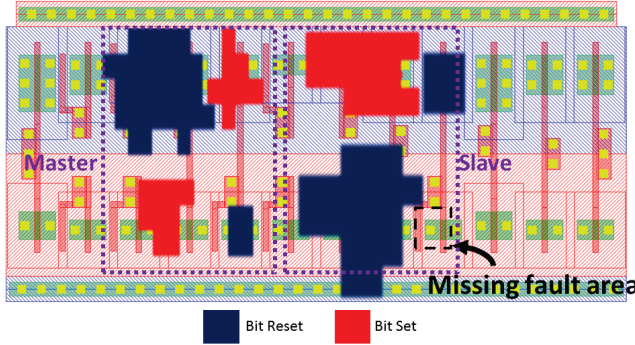 Master
Slave
Missing fault area
Bit Reset
Bit Set